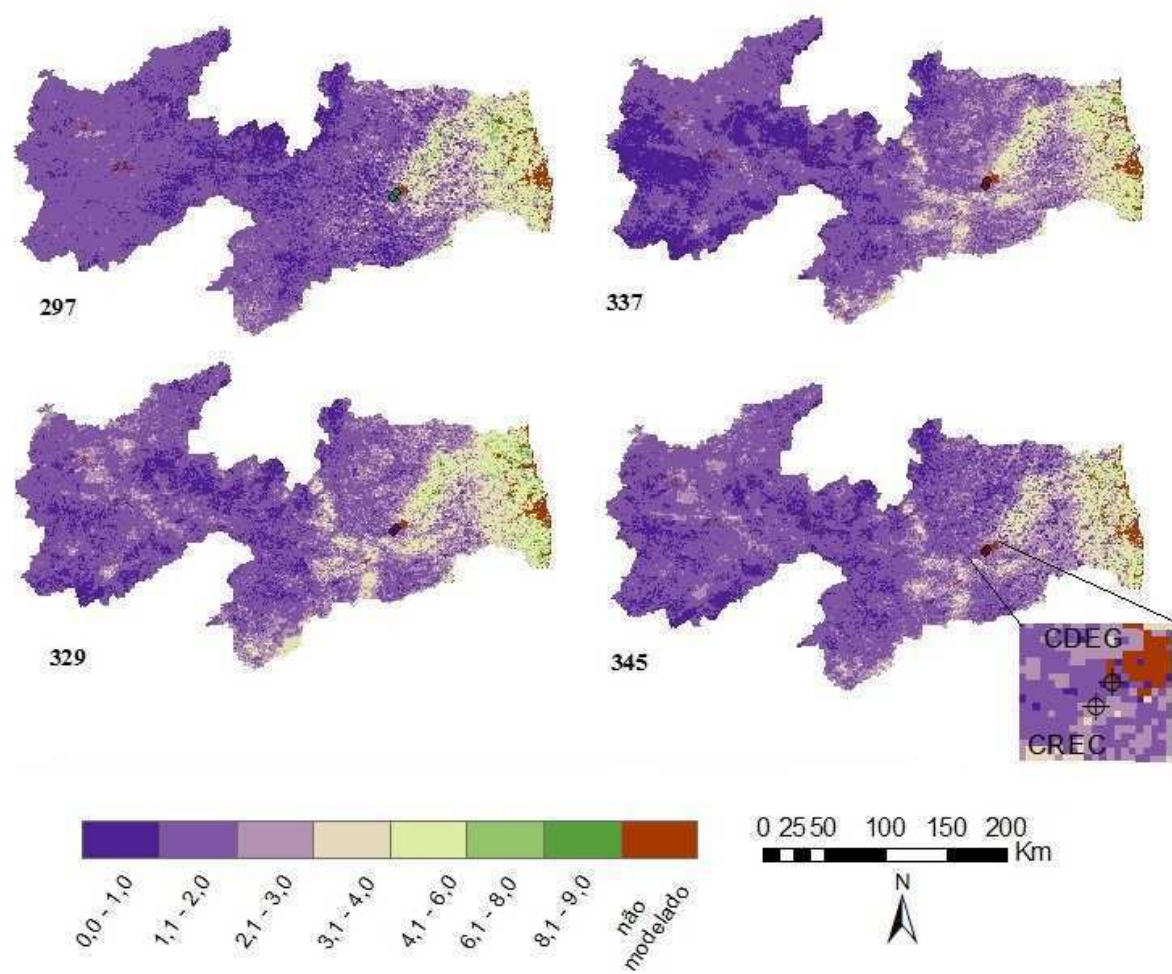 297
337
329
345
CDEG
CREC
0,0 - 1,0
1,1 - 2,0
2,1 - 3,0
3,1 - 4,0
4,1 - 6,0
6,1 - 8,0
8,1 - 9,0
não
modelado
0 25 50 100 150 200
Km
N